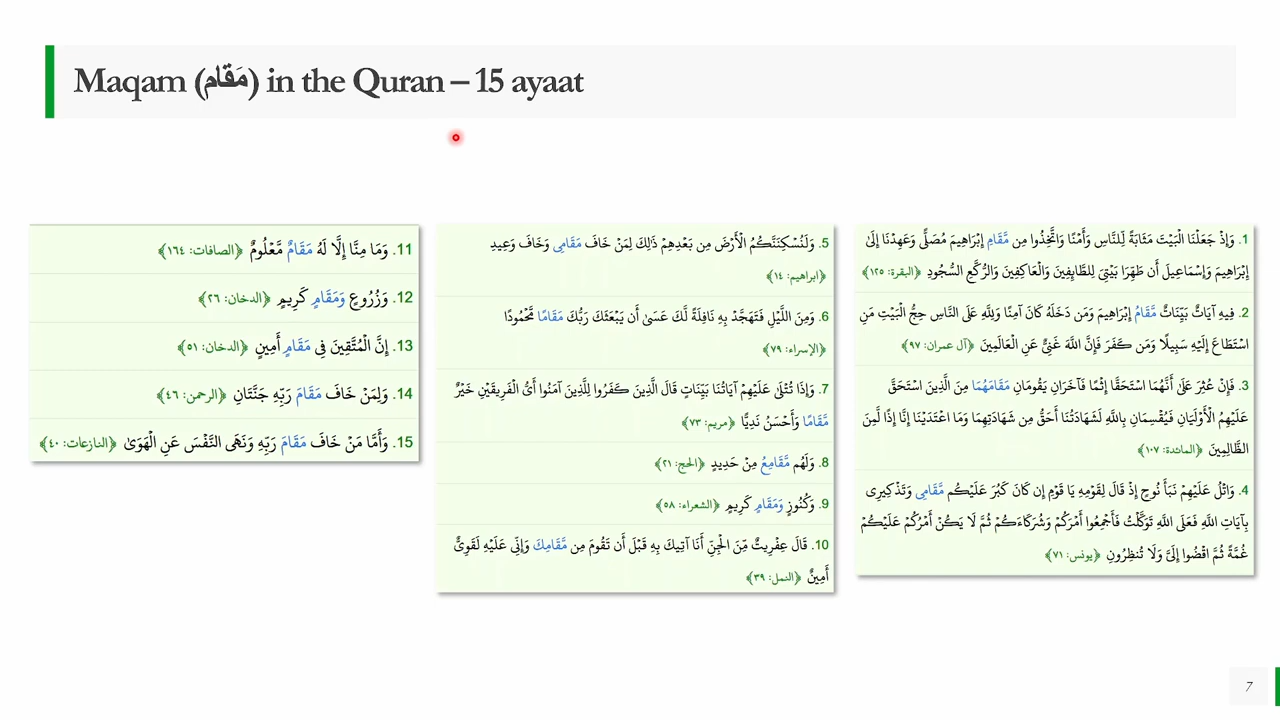 Maqam (مَقَام) in the Quran – 15 ayaat
1. وَإِذْ جَعَلْنَا الْبَيْتَ مَثَابَةً لِّلنَّاسِ وَأَمْنًا وَاتَّخِذُوا مِن مَّقَامِ إِبْرَاهِيمَ مُصَلًّى وَعَهِدْنَا إِلَىٰ
إِبْرَاهِيمَ وَإِسْمَاعِيلَ أَن طَهِّرَا بَيْتِيَ لِلطَّايِفِينَ وَالْعَاكِفِينَ وَالرُّكَّعِ السُّجُودِ ﴿البقرة: ١٢٥﴾
2. فِيهِ آيَاتٌ بَيِّنَاتٌ مَّقَامُ إِبْرَاهِيمَ وَمَن دَخَلَهُ كَانَ آمِنًا وَلِلَّهِ عَلَى النَّاسِ حِجُّ الْبَيْتِ مَنِ
اسْتَطَاعَ إِلَيْهِ سَبِيلًا وَمَن كَفَرَ فَإِنَّ اللَّهَ غَنِيٌّ عَنِ الْعَالَمِينَ ﴿آل عمران: ٩٧﴾
3. فَإِنْ عُثِرَ عَلَىٰ أَنَّهُمَا اسْتَحَقَّا إِثْمًا فَآخَرَانِ يَقُومَانِ مَقَامَهُمَا مِنَ الَّذِينَ اسْتَحَقَّ
عَلَيْهِمُ الْأَوْلَيَانِ فَيُقْسِمَانِ بِاللَّهِ لَشَهَادَتُنَا أَحَقُّ مِن شَهَادَتِهِمَا وَمَا اعْتَدَيْنَا إِنَّا إِذًا لَّمِنَ
الظَّالِمِينَ ﴿المائدة: ١٠٧﴾
4. وَاتْلُ عَلَيْهِمْ نَبَأَ نُوحٍ إِذْ قَالَ لِقَوْمِهِ يَا قَوْمِ إِن كَانَ كَبُرَ عَلَيْكُم مَّقَامِى وَتَذْكِيرِى
بِآيَاتِ اللَّهِ فَعَلَى اللَّهِ تَوَكَّلْتُ فَأَجْمِعُوا أَمْرَكُمْ وَشُرَكَاءَكُمْ ثُمَّ لَا يَكُنْ أَمْرُكُمْ عَلَيْكُمْ
غُمَّةً ثُمَّ اقْضُوا إِلَىَّ وَلَا تُنظِرُونِ ﴿يونس: ٧١﴾
5. وَلَنُسْكِنَنَّكُمُ الْأَرْضَ مِن بَعْدِهِمْ ذَٰلِكَ لِمَنْ خَافَ مَقَامِى وَخَافَ وَعِيدِ
﴿ابراهيم: ١٤﴾
6. وَمِنَ اللَّيْلِ فَتَهَجَّدْ بِهِ نَافِلَةً لَّكَ عَسَىٰ أَن يَبْعَثَكَ رَبُّكَ مَقَامًا مَّحْمُودًا
﴿الإسراء: ٧٩﴾
7. وَإِذَا تُتْلَىٰ عَلَيْهِمْ آيَاتُنَا بَيِّنَاتٍ قَالَ الَّذِينَ كَفَرُوا لِلَّذِينَ آمَنُوا أَىُّ الْفَرِيقَيْنِ خَيْرٌ
مَّقَامًا وَأَحْسَنُ نَدِيًّا ﴿مريم: ٧٣﴾
8. وَلَهُم مَّقَامِعُ مِنْ حَدِيدٍ ﴿الحج: ٢١﴾
9. وَكُنُوزٍ وَمَقَامٍ كَرِيمٍ ﴿الشعراء: ٥٨﴾
10. قَالَ عِفْرِيتٌ مِّنَ الْجِنِّ أَنَا آتِيكَ بِهِ قَبْلَ أَن تَقُومَ مِن مَّقَامِكَ وَإِنِّى عَلَيْهِ لَقَوِىٌّ
أَمِينٌ ﴿النمل: ٣٩﴾
11. وَمَا مِنَّا إِلَّا لَهُ مَقَامٌ مَّعْلُومٌ ﴿الصافات: ١٦٤﴾
12. وَزُرُوعٍ وَمَقَامٍ كَرِيمٍ ﴿الدخان: ٢٦﴾
13. إِنَّ الْمُتَّقِينَ فِى مَقَامٍ أَمِينٍ ﴿الدخان: ٥١﴾
14. وَلِمَنْ خَافَ مَقَامَ رَبِّهِ جَنَّتَانِ ﴿الرحمن: ٤٦﴾
15. وَأَمَّا مَنْ خَافَ مَقَامَ رَبِّهِ وَنَهَى النَّفْسَ عَنِ الْهَوَىٰ ﴿النازعات: ٤٠﴾
7